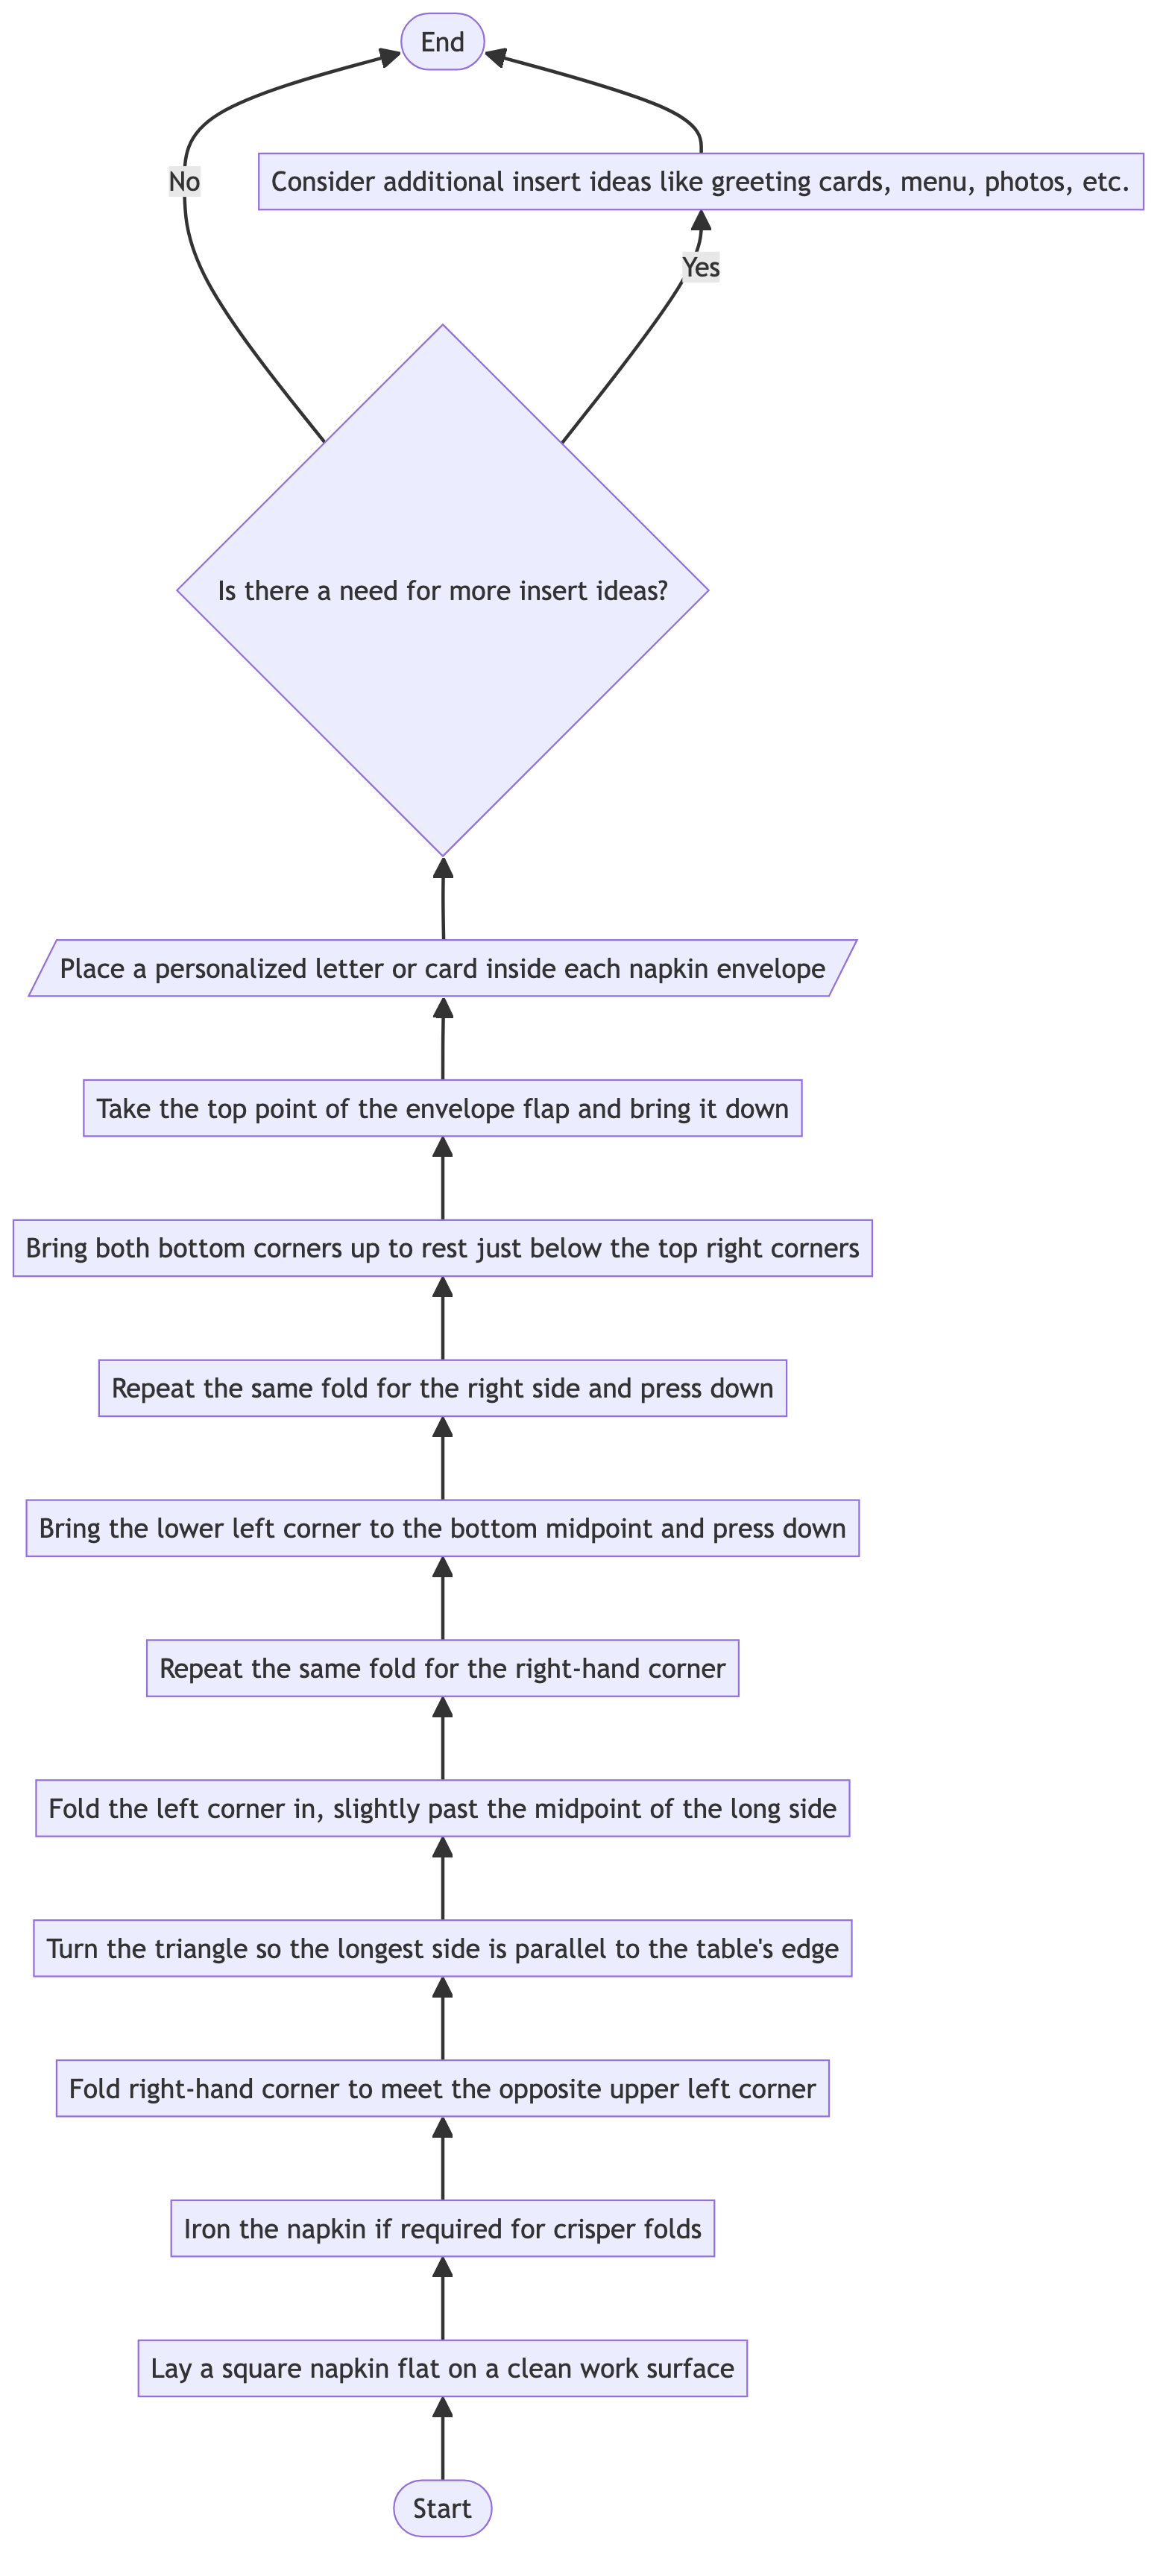 End
No
Consider additional insert ideas like greeting cards, menu, photos, etc.
Yes
Is there a need for more insert ideas?
Place a personalized letter or card inside each napkin envelope
Take the top point of the envelope flap and bring it down
Bring both bottom corners up to rest just below the top right corners
Repeat the same fold for the right side and press down
Bring the lower left corner to the bottom midpoint and press down
Repeat the same fold for the right-hand corner
Fold the left corner in, slightly past the midpoint of the long side
Turn the triangle so the longest side is parallel to the table's edge
Fold right-hand corner to meet the opposite upper left corner
Iron the napkin if required for crisper folds
Lay a square napkin flat on a clean work surface
Start